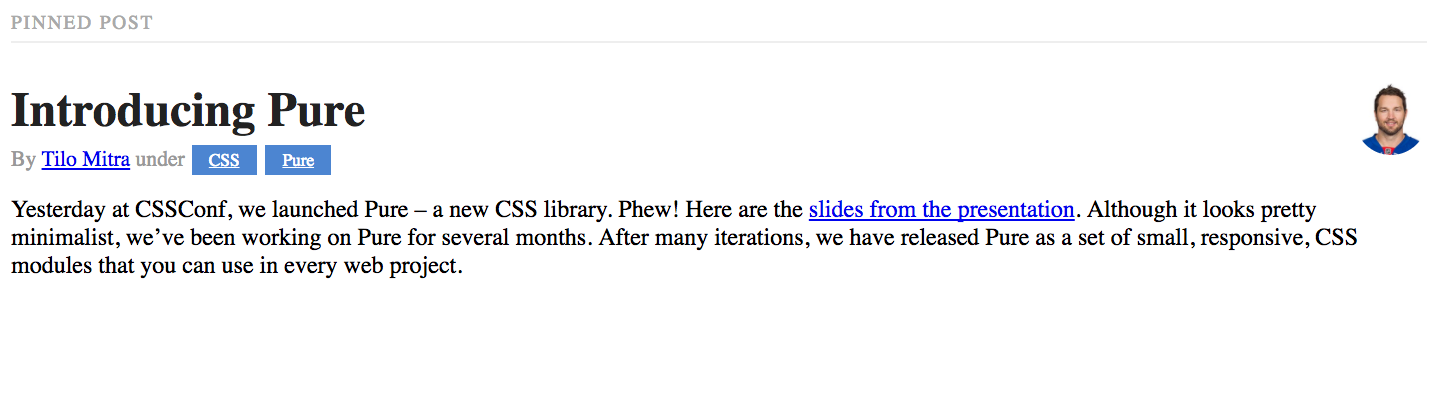 PINNED POST
Introducing Pure
By Tilo Mitra under CSS Pure
Yesterday at CSSConf, we launched Pure – a new CSS library. Phew! Here are the slides from the presentation. Although it looks pretty
minimalist, we’ve been working on Pure for several months. After many iterations, we have released Pure as a set of small, responsive, CSS
modules that you can use in every web project.